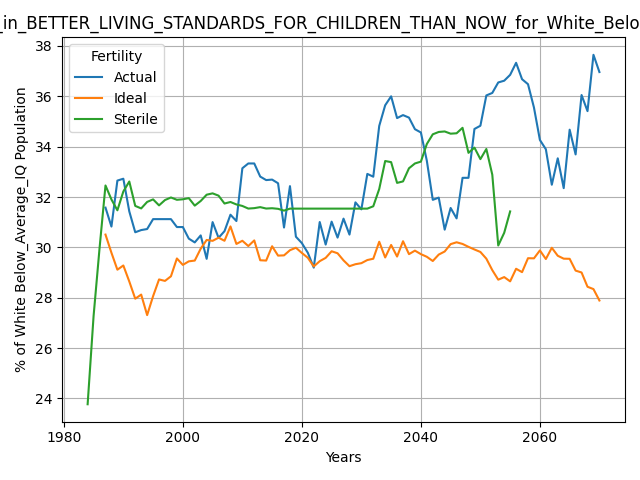 _in_BETTER_LIVING_STANDARDS_FOR_CHILDREN_THAN_NOW_for_White_Belo
Fertility
Actual
Ideal
Sterile
% of White Below_Average_IQ Population
38
36
34
32
30
28
26
24
1980
2000
2020
2040
2060
Years